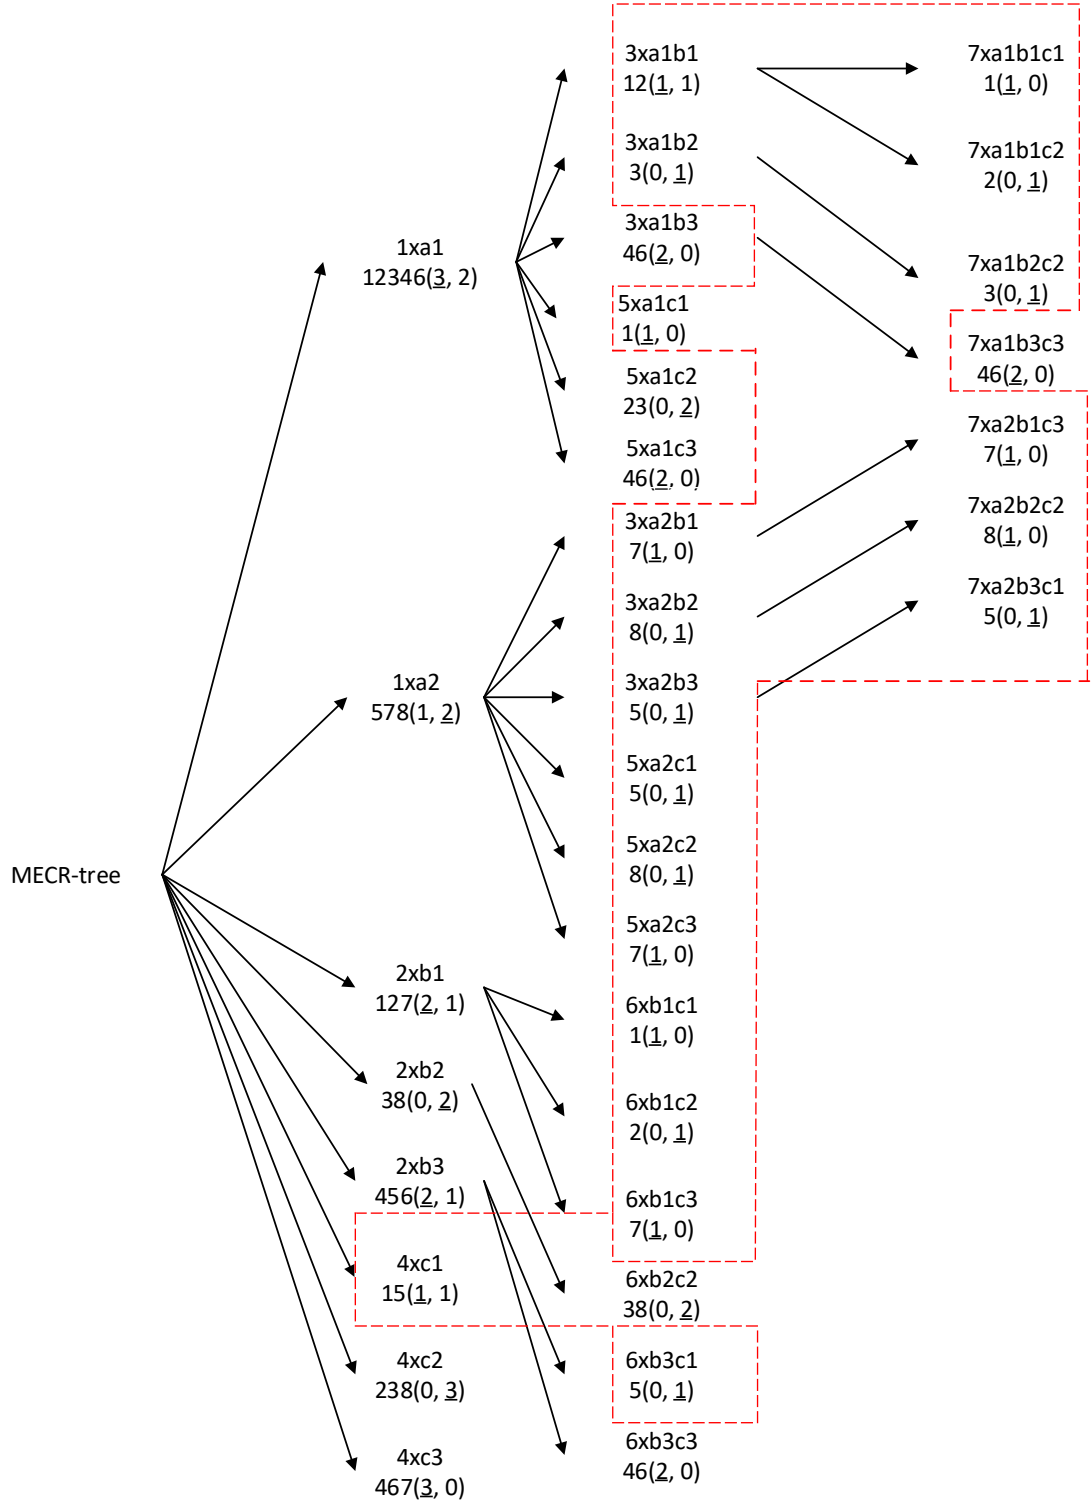 MECR-tree
1xa1
12346(3, 2)
1xa2
578(1, 2)
2xb1
127(2, 1)
2xb2
38(0, 2)
2xb3
456(2, 1)
4xc1
15(1, 1)
4xc2
238(0, 3)
4xc3
467(3, 0)
3xa1b1
12(1, 1)
3xa1b2
3(0, 1)
3xa1b3
46(2, 0)
5xa1c1
1(1, 0)
5xa1c2
23(0, 2)
5xa1c3
46(2, 0)
3xa2b1
7(1, 0)
3xa2b2
8(0, 1)
3xa2b3
5(0, 1)
5xa2c1
5(0, 1)
5xa2c2
8(0, 1)
5xa2c3
7(1, 0)
6xb1c1
1(1, 0)
6xb1c2
2(0, 1)
6xb1c3
7(1, 0)
6xb2c2
38(0, 2)
6xb3c1
5(0, 1)
6xb3c3
46(2, 0)
7xa1b1c1
1(1, 0)
7xa1b1c2
2(0, 1)
7xa1b2c2
3(0, 1)
7xa1b3c3
46(2, 0)
7xa2b1c3
7(1, 0)
7xa2b2c2
8(1, 0)
7xa2b3c1
5(0, 1)